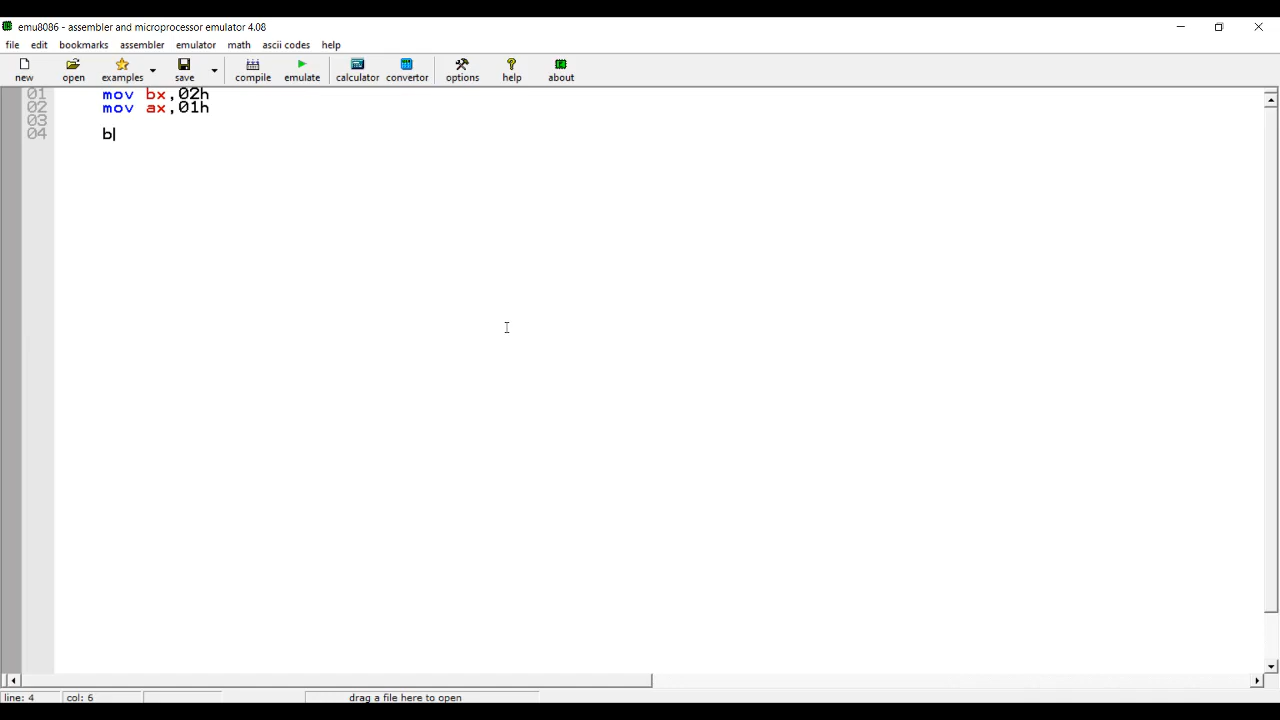 emu8086 - assembler and microprocessor emulator 4.08
file edit bookmarks assembler emulator math ascii codes help
new open examples save compile emulate calculator convertor options help about
01 mov bx,02h
02 mov ax,01h
03
04 b
line: 4 col: 6 drag a file here to open